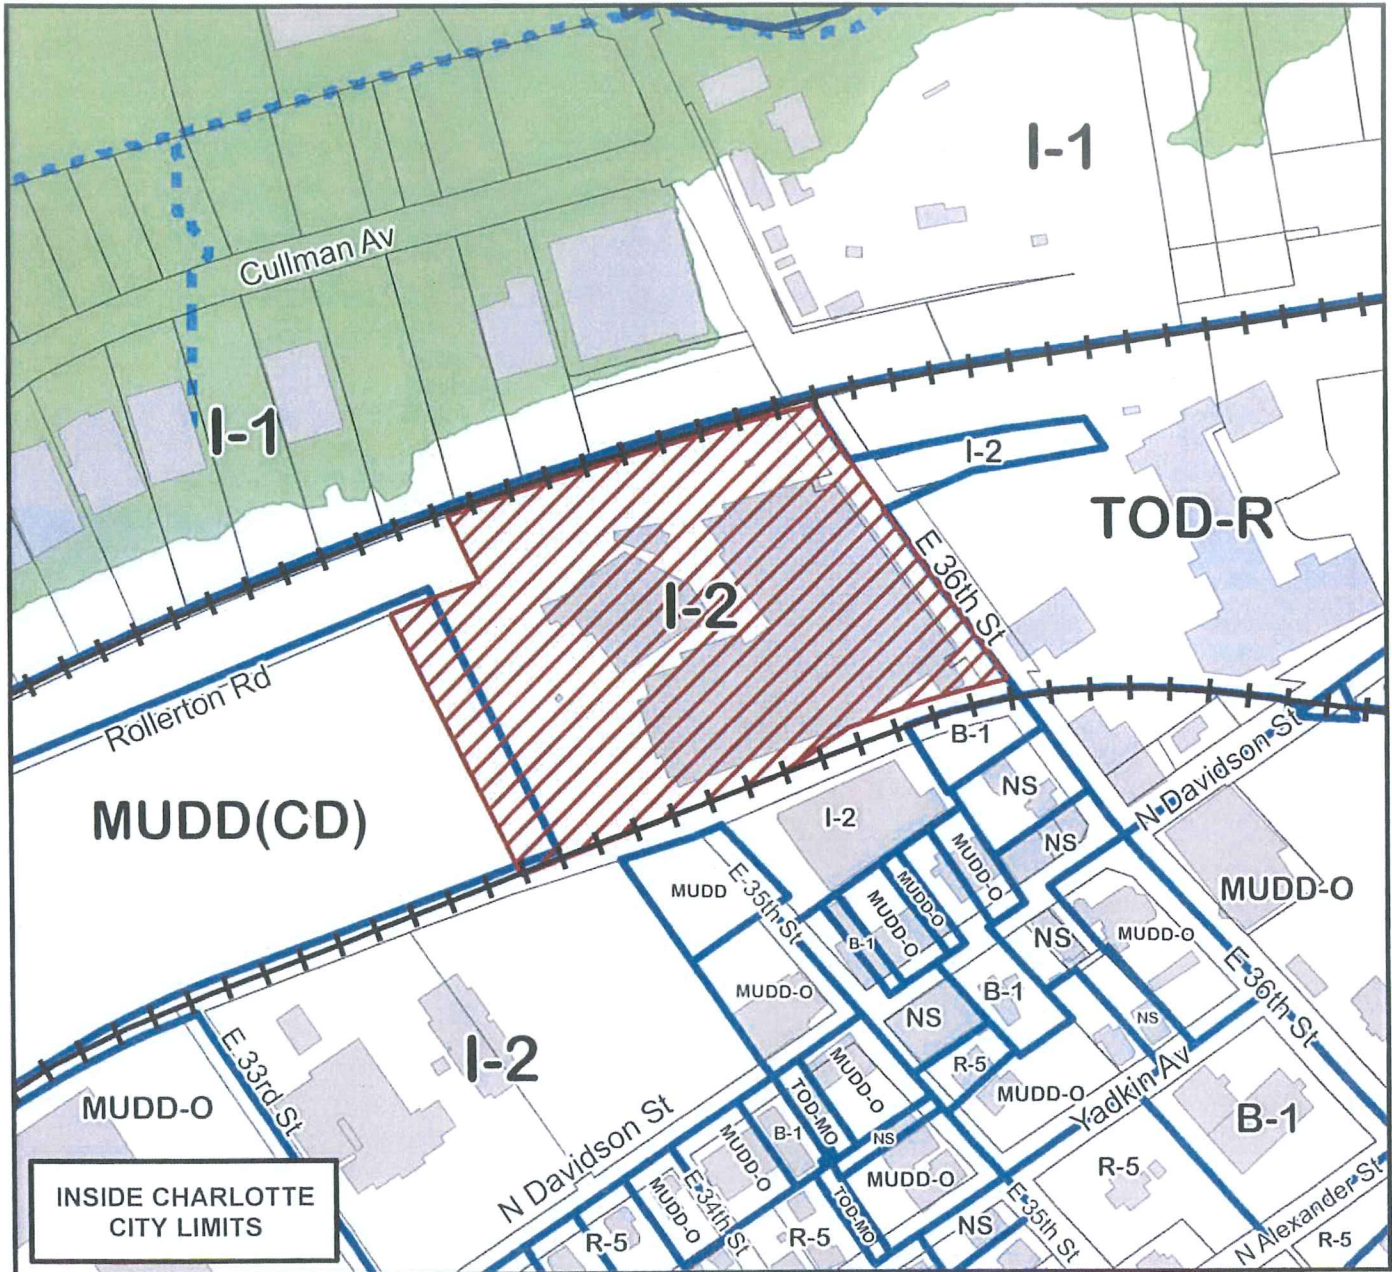 I-1
Cullman Av
I-1
I-2
TOD-R
E 36th St
I-2
Rollerton Rd
MUDD(CD)
B-1
NS
N Davidson St
I-2
NS
MUDD-O
MUDD
E 35th St
MUDD-O
MUDD-O
B-1
MUDD-O
NS
MUDD-O
E 36th St
MUDD-O
NS
B-1
NS
I-2
E 33rd St
MUDD-O
R-5
MUDD-O
Yadkin Av
B-1
MUDD-O
TOD-MO
B-1
NS
N Davidson St
MUDD-O
R-5
MUDD-O
E 34th St
MUDD-O
TOD-MO
R-5
R-5
NS
E 35th St
N Alexander St
R-5
INSIDE CHARLOTTE
CITY LIMITS